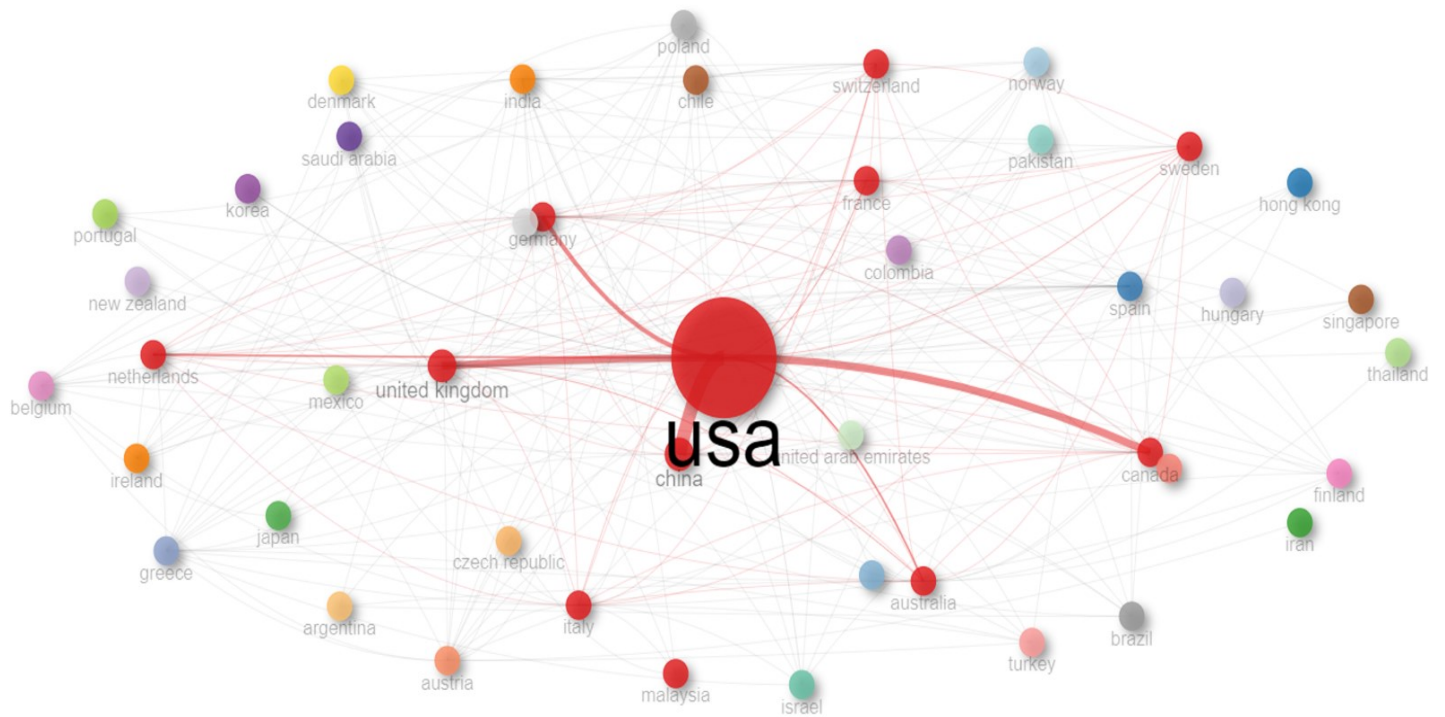 poland
denmark
india
chile
switzerland
norway
saudi arabia
pakistan
sweden
korea
france
hong kong
portugal
germany
colombia
new zealand
spain
hungary
singapore
netherlands
united kingdom
mexico
thailand
belgium
usa
united arab emirates
china
canada
ireland
finland
japan
iran
czech republic
greece
australia
argentina
italy
brazil
turkey
austria
malaysia
israel